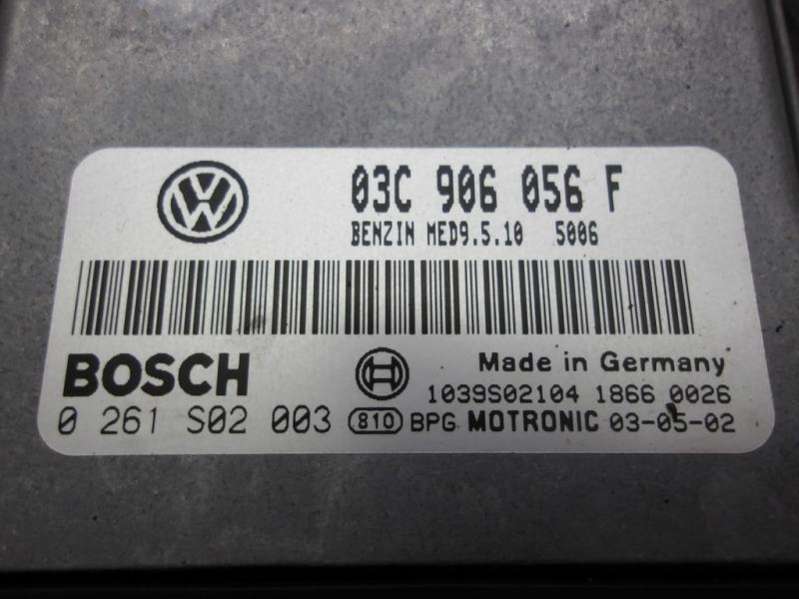 03C 906 056 F
BENZIN MED9.5.10 5006
BOSCH
Made in Germany
1039S02104 1866 0026
0 261 S02 003 810 BPG MOTRONIC 03-05-02